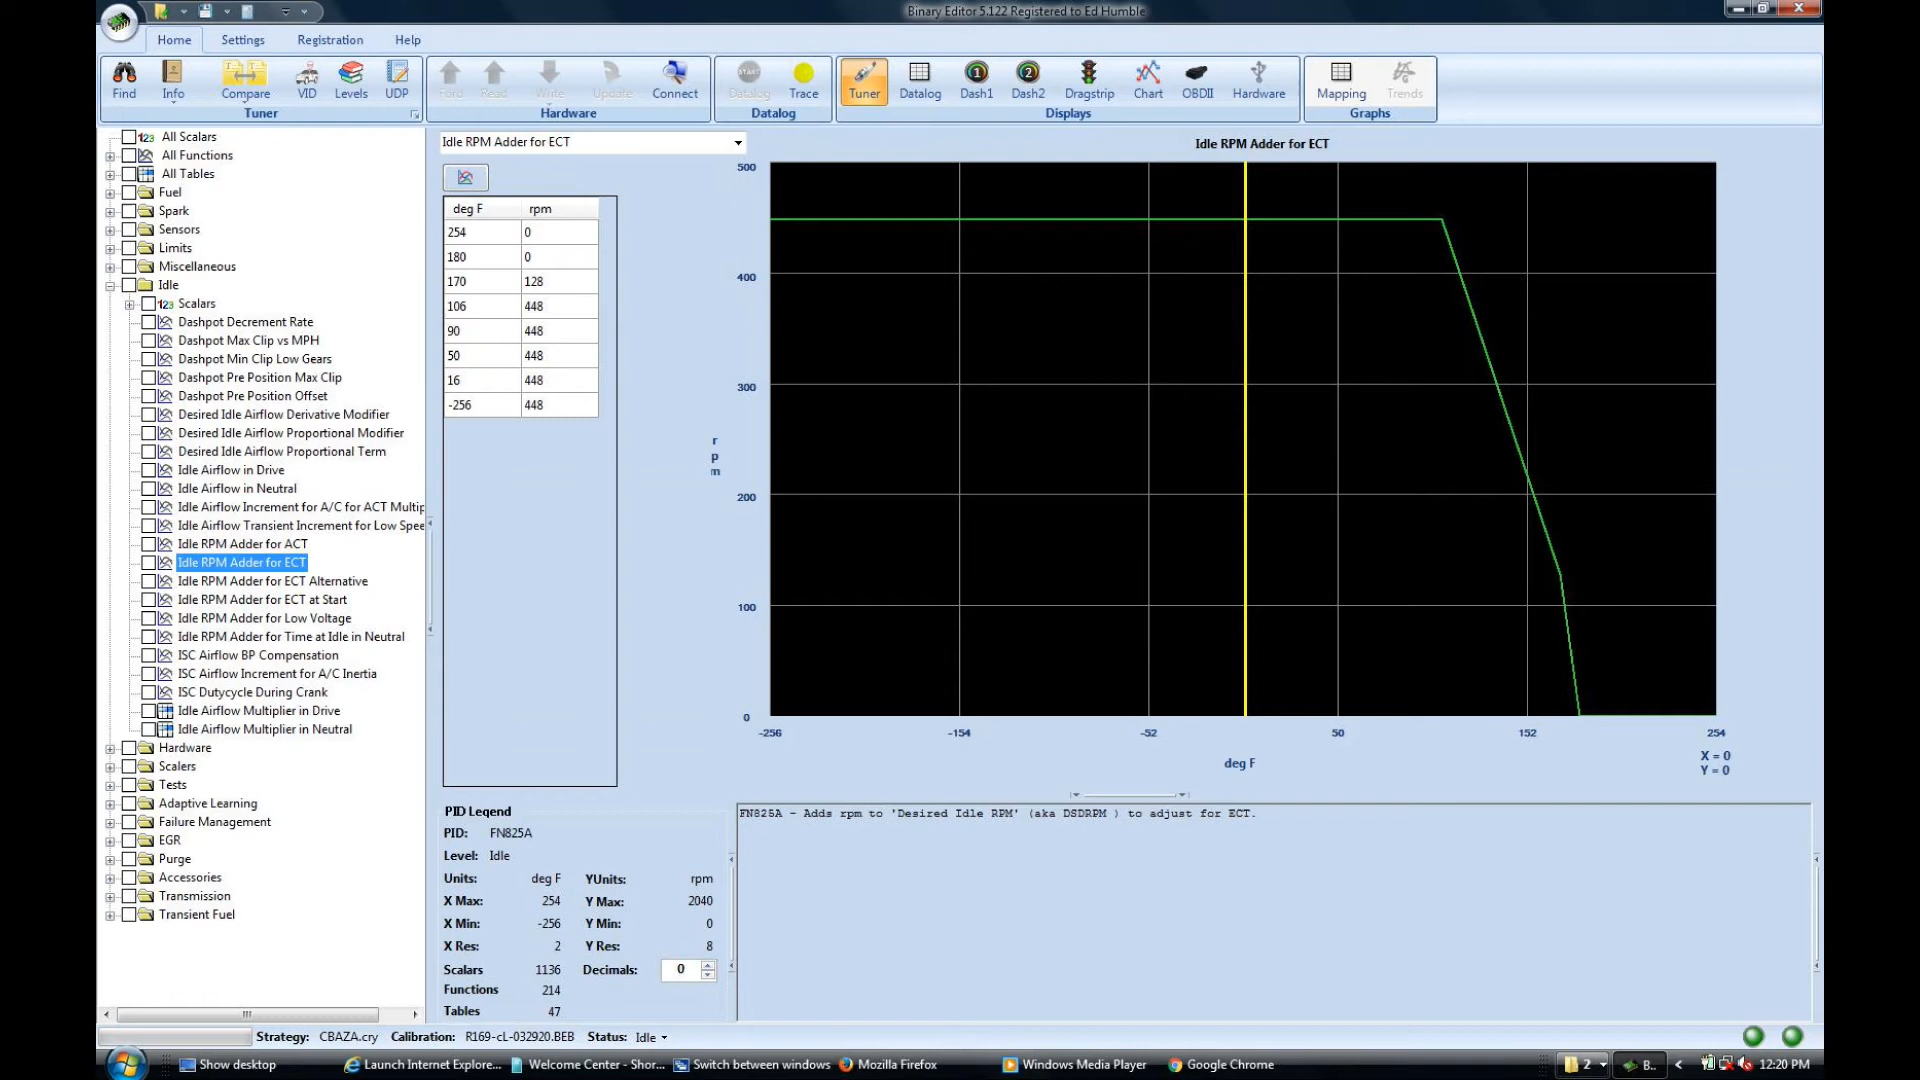 Binary Editor 5.122 Registered to Ed Humble
Home Settings Registration Help
Find Info Compare VID Levels UDP Ford Read Write Update Connect Datalog Trace Tuner Datalog Dash1 Dash2 Dragstrip Chart OBDII Hardware Mapping Trends
Tuner Hardware Datalog Displays Graphs
All Scalars
All Functions
All Tables
Fuel
Spark
Sensors
Limits
Miscellaneous
Idle
Scalars
Dashpot Decrement Rate
Dashpot Max Clip vs MPH
Dashpot Min Clip Low Gears
Dashpot Pre Position Max Clip
Dashpot Pre Position Offset
Desired Idle Airflow Derivative Modifier
Desired Idle Airflow Proportional Modifier
Desired Idle Airflow Proportional Term
Idle Airflow in Drive
Idle Airflow in Neutral
Idle Airflow Increment for A/C for ACT Multip
Idle Airflow Transient Increment for Low Spee
Idle RPM Adder for ACT
Idle RPM Adder for ECT
Idle RPM Adder for ECT Alternative
Idle RPM Adder for ECT at Start
Idle RPM Adder for Low Voltage
Idle RPM Adder for Time at Idle in Neutral
ISC Airflow BP Compensation
ISC Airflow Increment for A/C Inertia
ISC Dutycycle During Crank
Idle Airflow Multiplier in Drive
Idle Airflow Multiplier in Neutral
Hardware
Scalers
Tests
Adaptive Learning
Failure Management
EGR
Purge
Accessories
Transmission
Transient Fuel
Idle RPM Adder for ECT
deg F rpm
254 0
180 0
170 128
106 448
90 448
50 448
16 448
-256 448
Idle RPM Adder for ECT
500
400
300
200
100
0
rpm
-256 -154 -52 50 152 254
deg F
X = 0
Y = 0
PID Legend
PID: FN825A
Level: Idle
Units: deg F YUnits: rpm
X Max: 254 Y Max: 2040
X Min: -256 Y Min: 0
X Res: 2 Y Res: 8
Scalars 1136 Decimals: 0
Functions 214
Tables 47
FN825A - Adds rpm to 'Desired Idle RPM' (aka DSDRPM ) to adjust for ECT.
Strategy: CBAZA.cry Calibration: R169-cL-032920.BEB Status: Idle
Show desktop Launch Internet Explore... Welcome Center - Shor... Switch between windows Mozilla Firefox Windows Media Player Google Chrome 2 B.. 12:20 PM